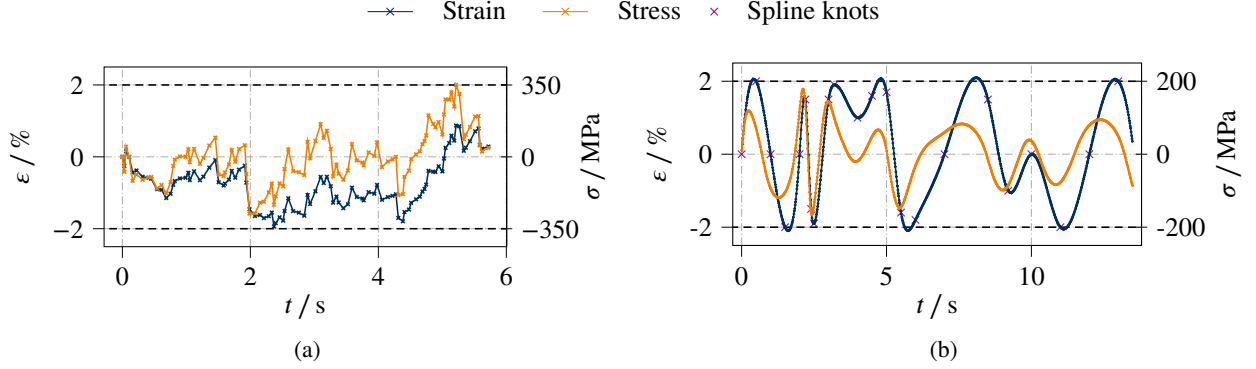 Strain Stress Spline knots
2 350
0 0
−2 −350
ε / %
σ / MPa
0 2 4 6
t / s
(a)
2 200
0 0
-2 -200
ε / %
σ / MPa
0 5 10
t / s
(b)